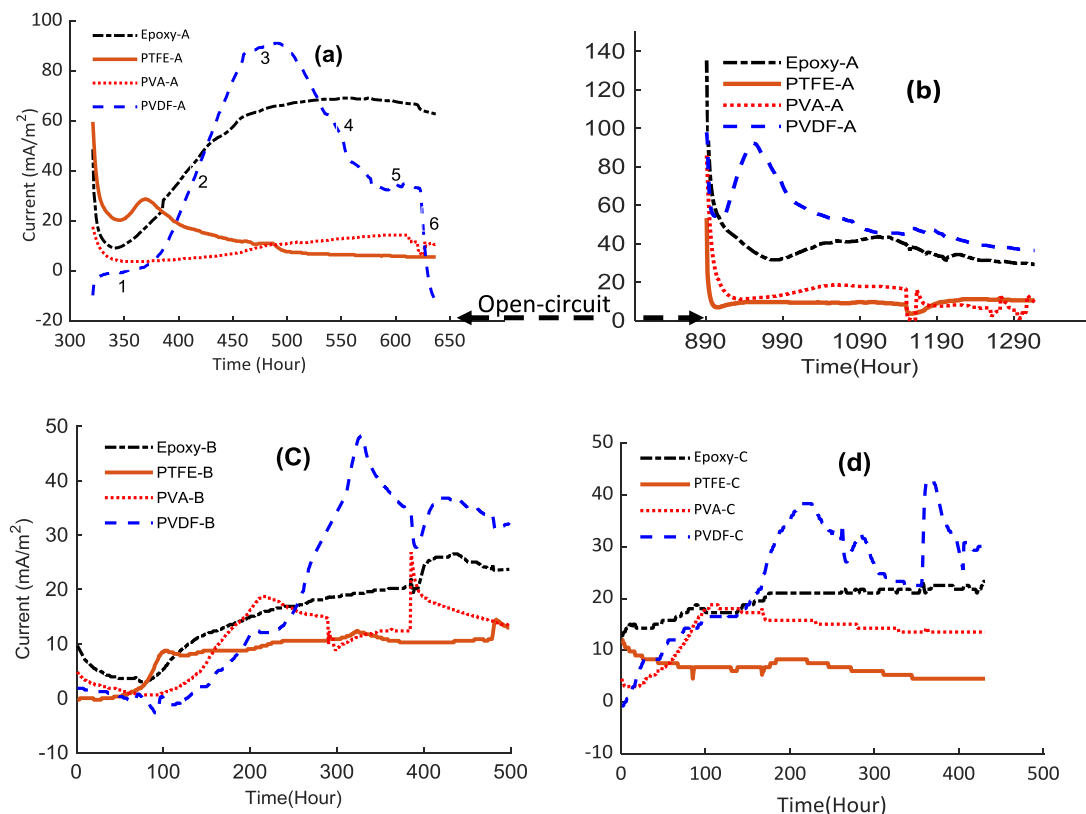 100
80
60
40
20
0
-20
Currrent (mA/m²)
Epoxy-A
PTFE-A
PVA-A
PVDF-A
(a)
1
2
3
4
5
6
300 350 400 450 500 550 600 650
Time (Hour)
Open-circuit
140
120
100
80
60
40
20
0
Epoxy-A
PTFE-A
PVA-A
PVDF-A
(b)
890 990 1090 1190 1290
Time(Hour)
50
40
30
20
10
0
-10
Current (mA/m²)
Epoxy-B
PTFE-B
PVA-B
PVDF-B
(C)
0 100 200 300 400 500
Time(Hour)
50
40
30
20
10
0
-10
Epoxy-C
PTFE-C
PVA-C
PVDF-C
(d)
0 100 200 300 400 500
Time(Hour)